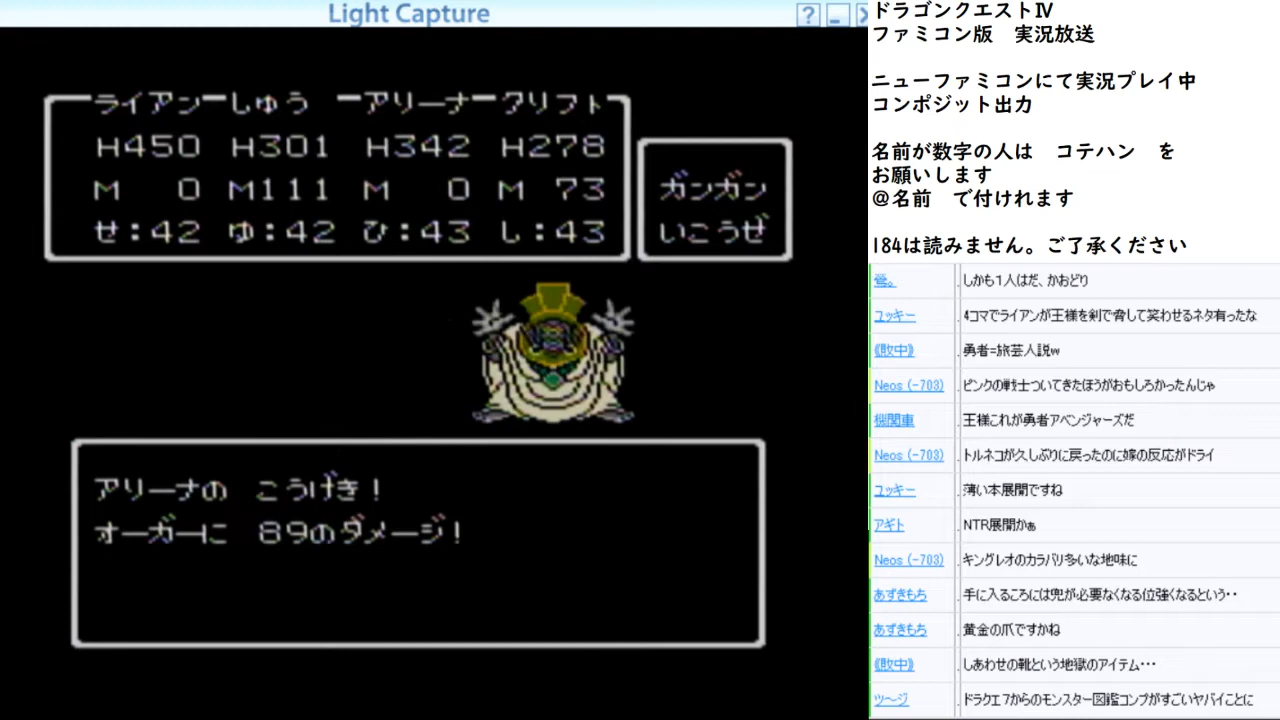 Light Capture
ライアン しゅう アリーナ クリフト
H450 H301 H342 H278
M 0 M111 M 0 M 73
せ:42 ゆ:42 ひ:43 し:43
ガンガン
いこうぜ
アリーナの こうげき!
オーガーに 89のダメージ!
ドラゴンクエストⅣ
ファミコン版 実況放送
ニューファミコンにて実況プレイ中
コンポジット出力
名前が数字の人は コテハン を
お願いします
@名前 で付けれます
184は読みません。ご了承ください
しかも1人はだ、かおどり
ユッキー 4コマでライアンが王様を剣で脅して笑わせるネタ有ったな
《敗中》 勇者=旅芸人説w
Neos (-703) ピンクの戦士ついてきたほうがおもしろかったんじゃ
機関車 王様これが勇者アベンジャーズだ
Neos (-703) トルネコが久しぶりに戻ったのに嫁の反応がドライ
ユッキー 薄い本展開ですね
アギト NTR展開かぁ
Neos (-703) キングレオのカラバリ多いな地味に
あずきもち 手に入るころには兜が必要なくなる位強くなるという・・
あずきもち 黄金の爪ですかね
《敗中》 しあわせの靴という地獄のアイテム・・・
ツ～ジ ドラクエ7からのモンスター図鑑コンプがすごいヤバイことに